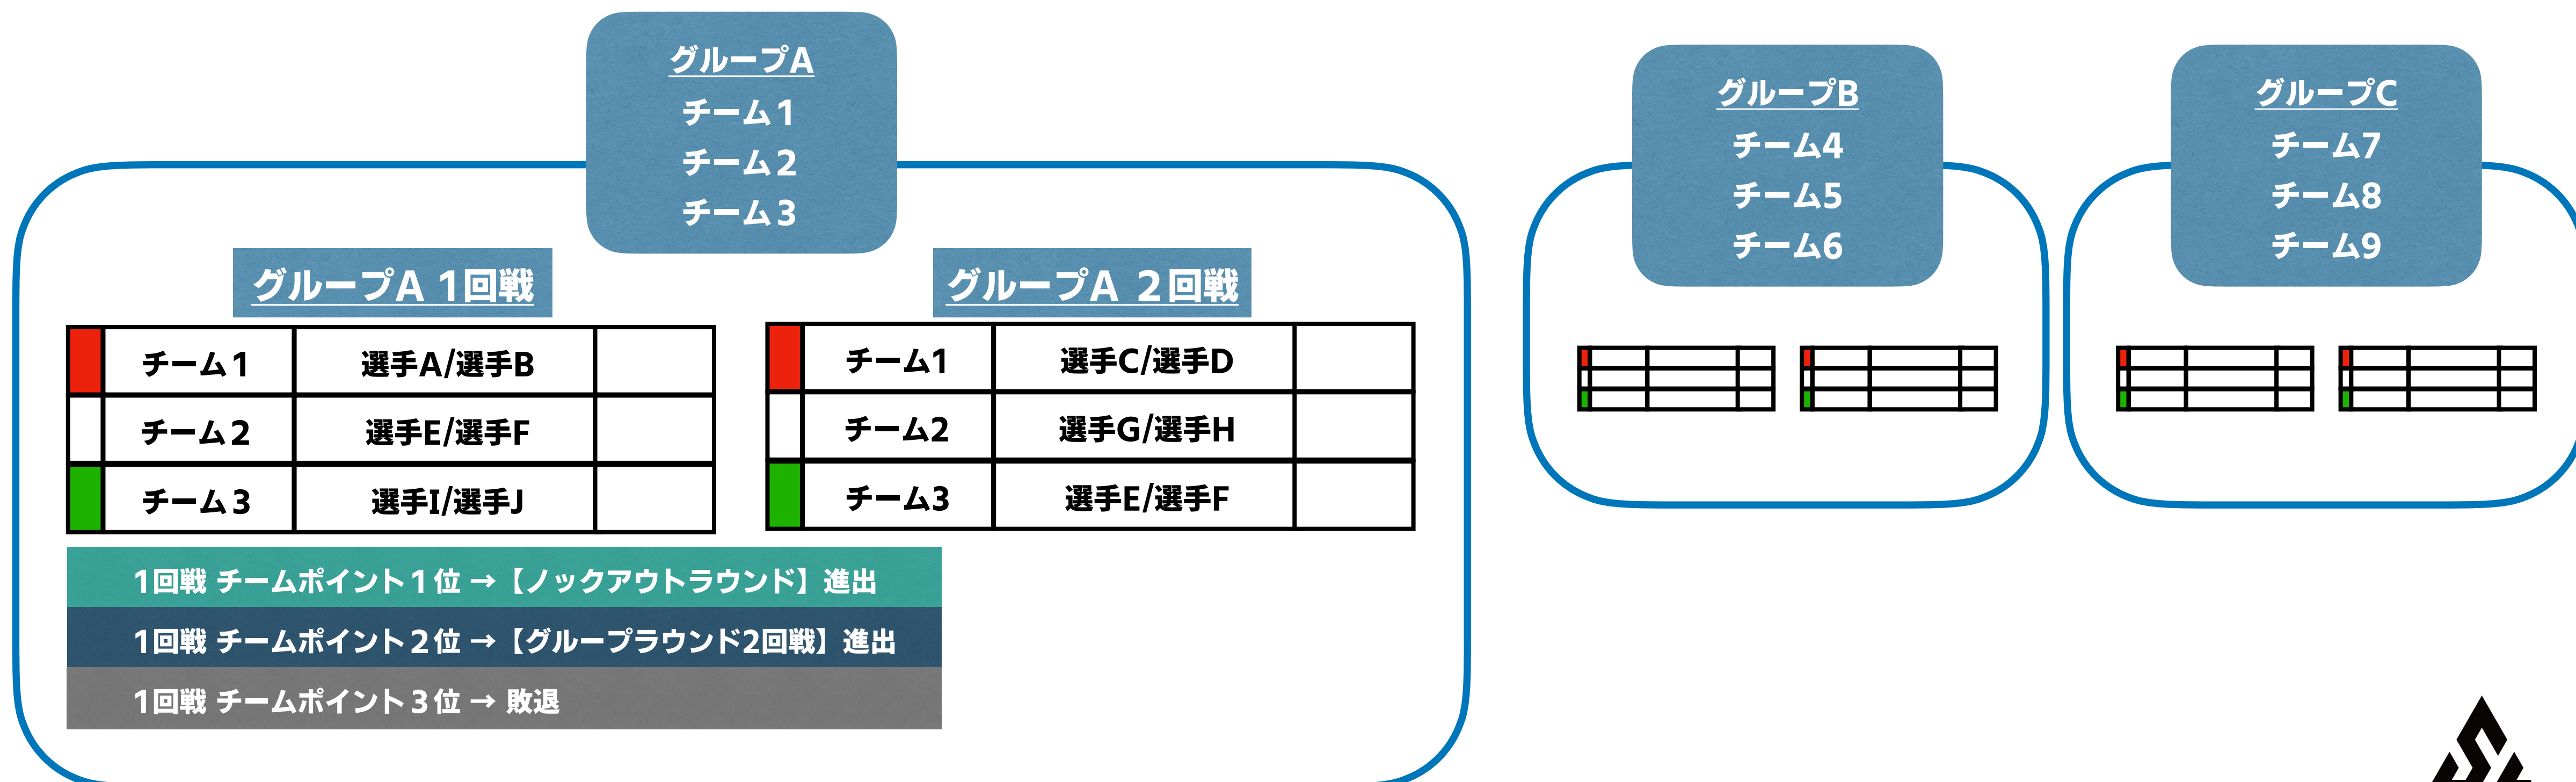 グループA
チーム１
チーム２
チーム３
グループA 1回戦
チーム１ 選手A/選手B
チーム２ 選手E/選手F
チーム３ 選手I/選手J
グループA ２回戦
チーム1 選手C/選手D
チーム2 選手G/選手H
チーム3 選手E/選手F
1回戦 チームポイント１位 →【ノックアウトラウンド】進出
1回戦 チームポイント２位 →【グループラウンド2回戦】進出
1回戦 チームポイント３位 → 敗退
グループB
チーム4
チーム5
チーム6
グループC
チーム7
チーム8
チーム9